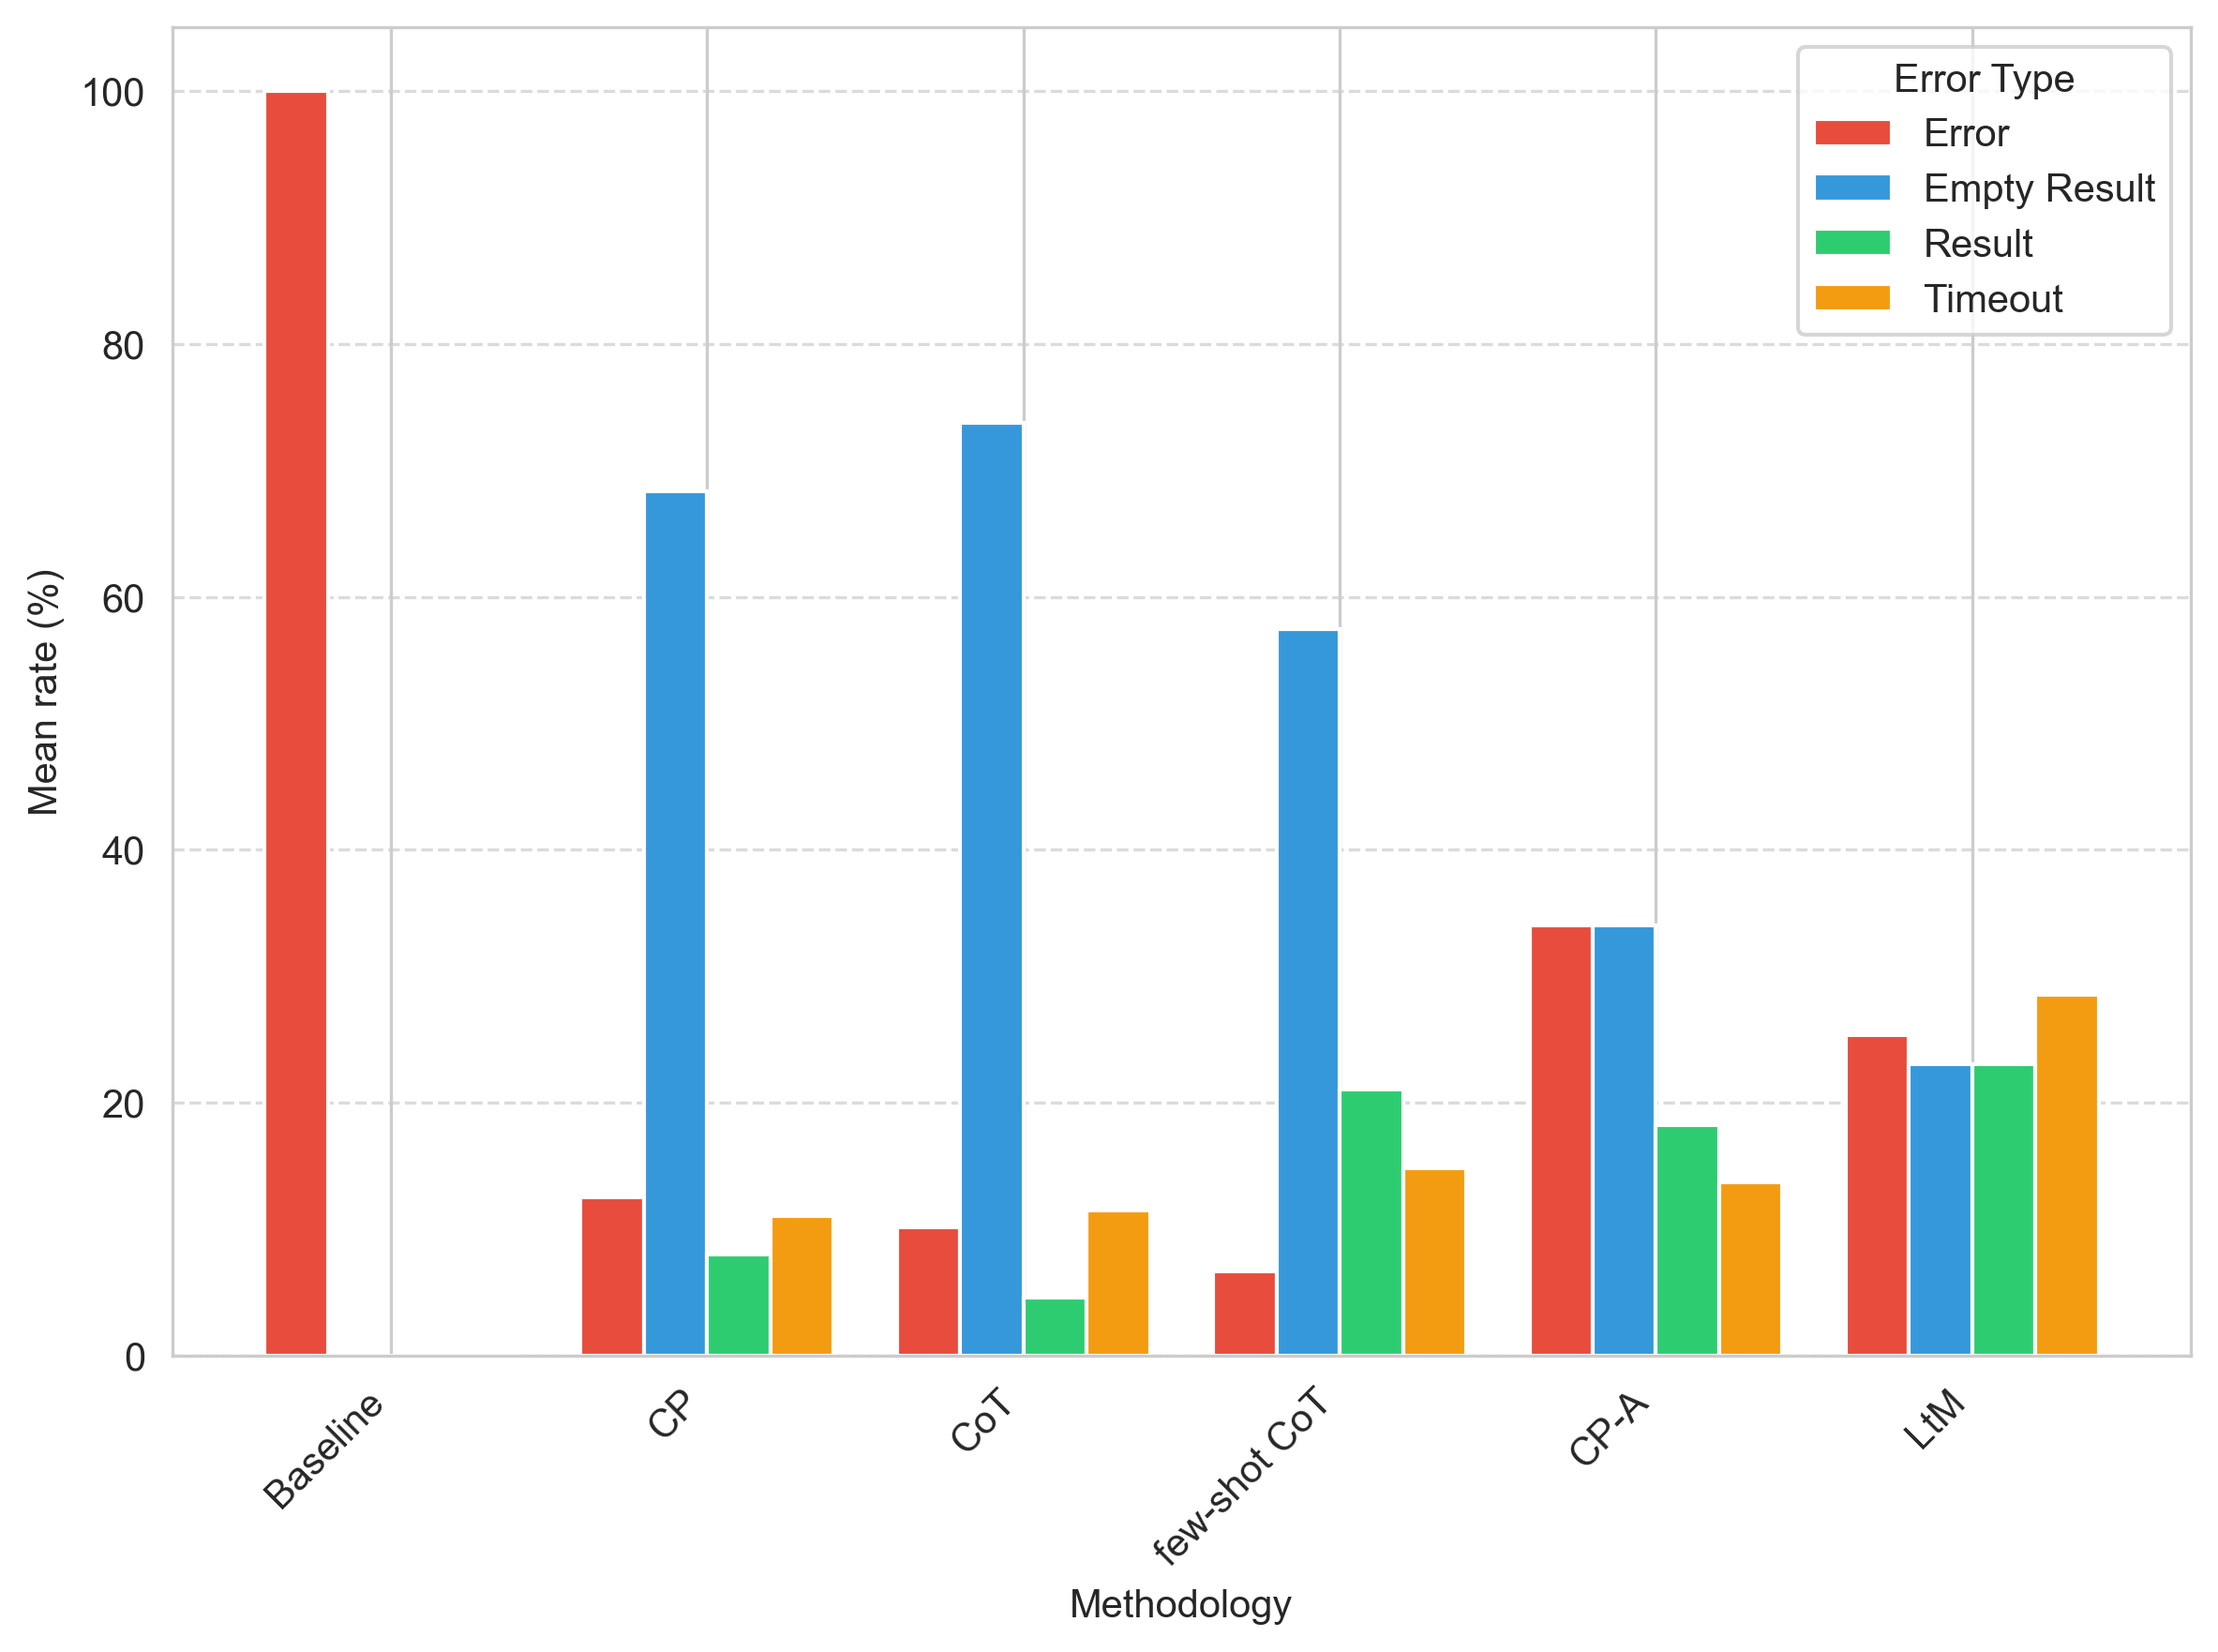 Error Type
Error
Empty Result
Result
Timeout
Mean rate (%)
100
80
60
40
20
0
Baseline
CP
CoT
few-shot CoT
CP-A
LtM
Methodology